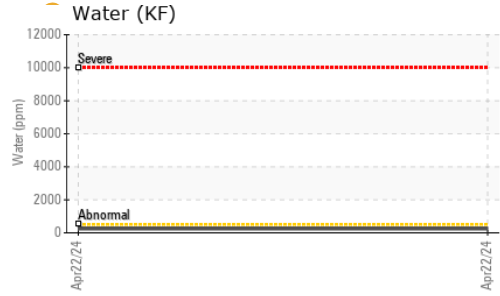 Water (KF)
12000
10000
8000
6000
4000
2000
0
Water (ppm)
Severe
Abnormal
Apr22/24
Apr22/24